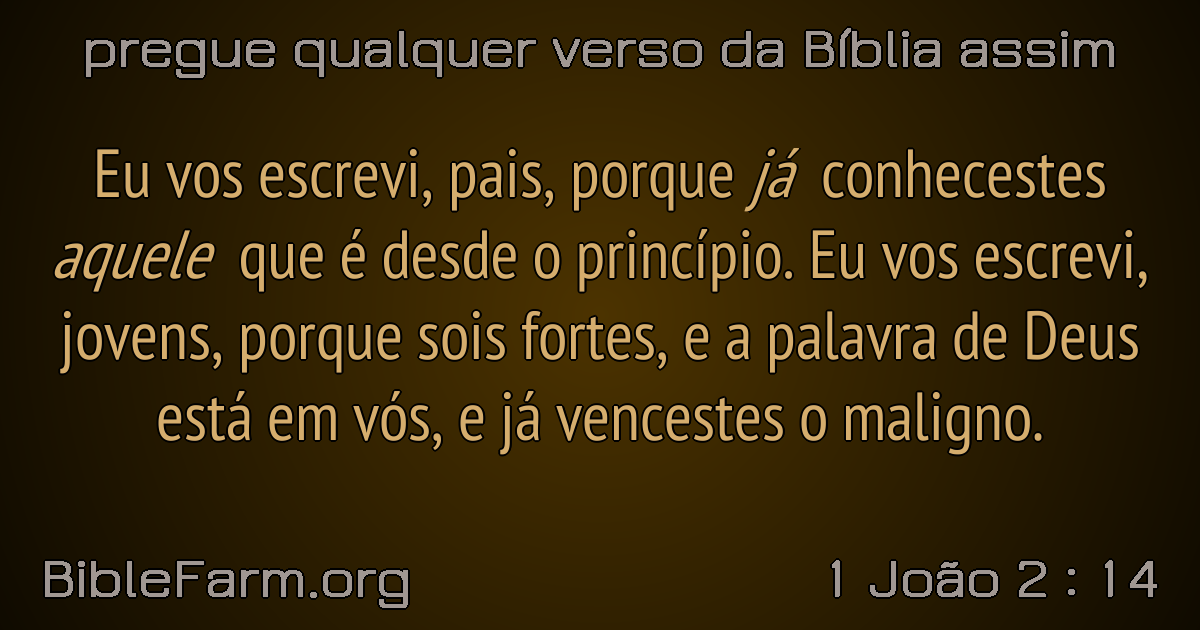 pregue qualquer verso da Bíblia assim
Eu vos escrevi, pais, porque já conhecestes
aquele que é desde o princípio. Eu vos escrevi,
jovens, porque sois fortes, e a palavra de Deus
está em vós, e já vencestes o maligno.
BibleFarm.org
1 João 2 : 14